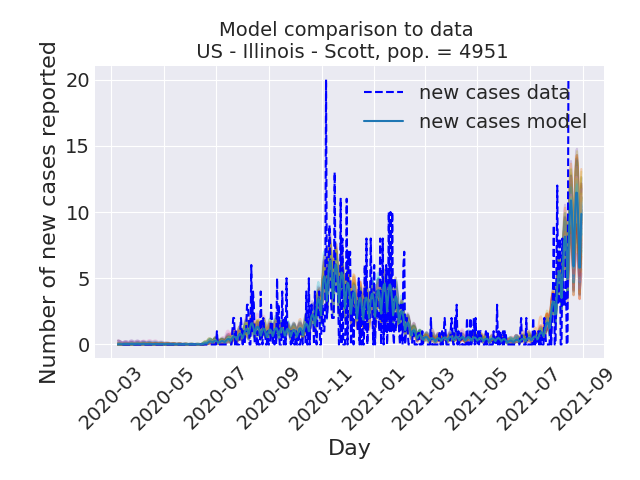 Model comparison to data
US - Illinois - Scott, pop. = 4951
Number of new cases reported
20
15
10
5
0
new cases data
new cases model
2020-03
2020-05
2020-07
2020-09
2020-11
2021-01
2021-03
2021-05
2021-07
2021-09
Day